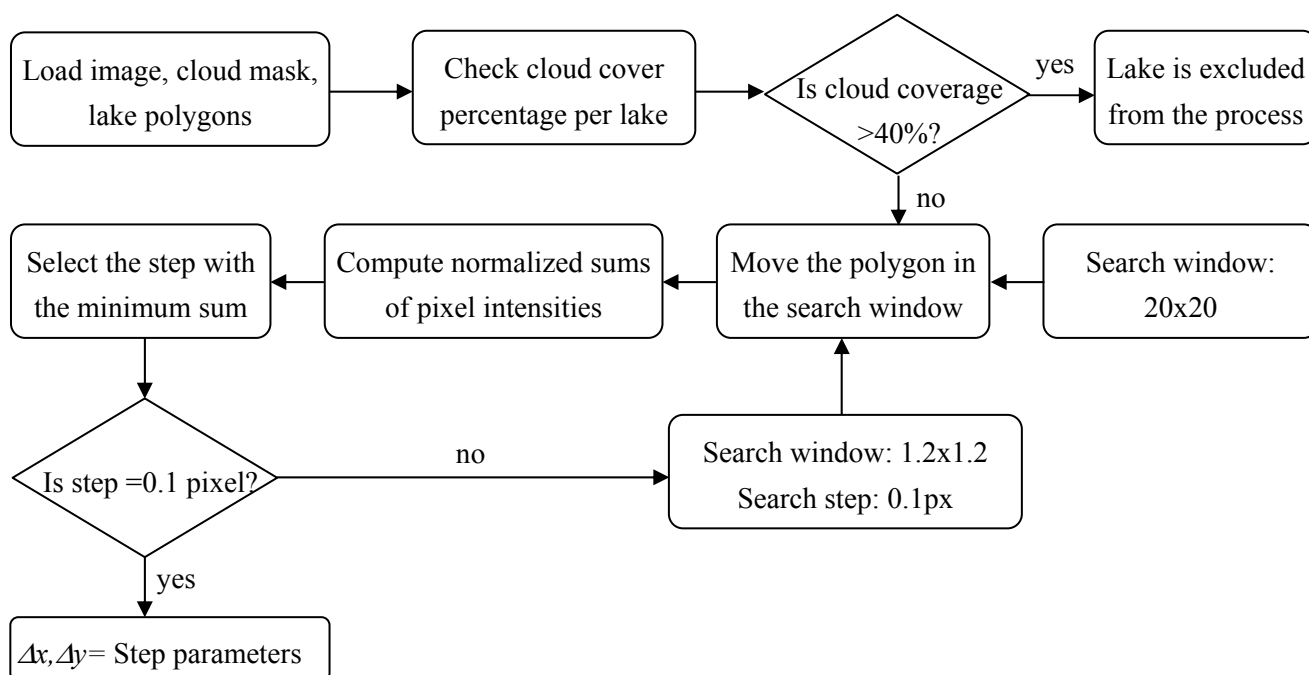 Load image, cloud mask,
lake polygons
Check cloud cover
percentage per lake
Is cloud coverage
>40%?
yes
Lake is excluded
from the process
no
Select the step with
the minimum sum
Compute normalized sums
of pixel intensities
Move the polygon in
the search window
Search window:
20x20
Is step =0.1 pixel?
no
Search window: 1.2x1.2
Search step: 0.1px
yes
Δx,Δy= Step parameters